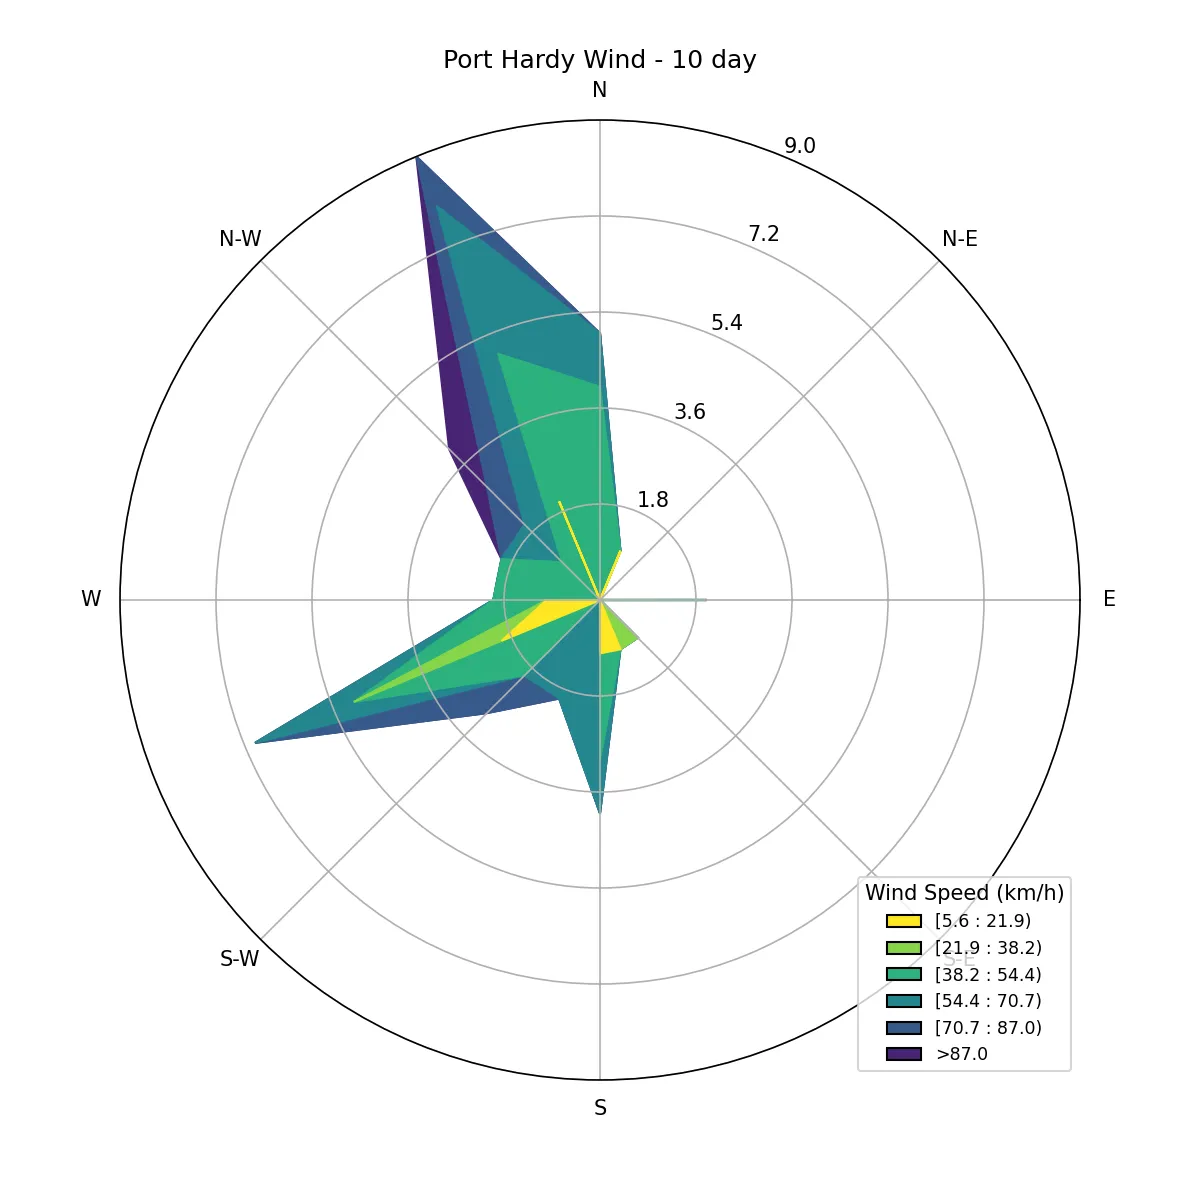 Port Hardy Wind - 10 day
N
9.0
N-W
N-E
7.2
5.4
3.6
1.8
W
E
S-W
S-E
S
Wind Speed (km/h)
[5.6 : 21.9)
[21.9 : 38.2)
[38.2 : 54.4)
[54.4 : 70.7)
[70.7 : 87.0)
>87.0